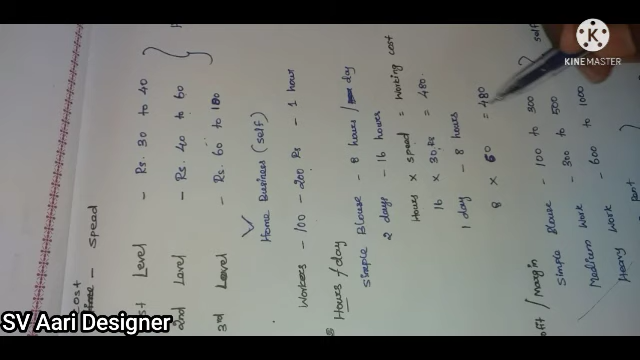 cost
- speed
Level - Rs. 30 to 40
2nd Level - Rs. 40 to 60
3rd Level - Rs. 60 to 180
Home Business (self)
Workers - 100 - 200 Rs - 1 hour
Hours / day
Simple Blouse - 8 hours / day
2 days - 16 hours
Hours x speed = Working cost
16 x 30 Rs = 480
1 day - 8 hours
8 x 60 = 480
/ Margin
Simple Blouse - 100 to 300
Medium Work - 300 to 500
Heavy Work - 600 to 1000
KINEMASTER
SV Aari Designer